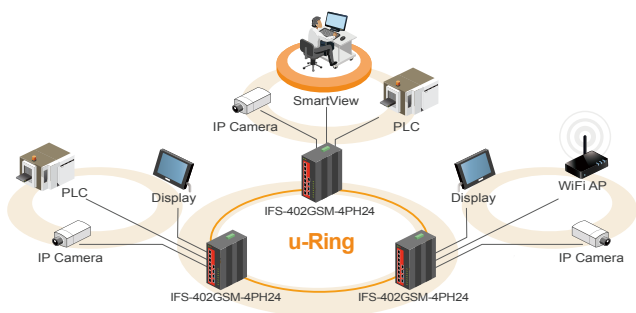 SmartView
IP Camera
PLC
PLC
Display
Display
WiFi AP
IFS-402GSM-4PH24
u-Ring
IP Camera
IP Camera
IFS-402GSM-4PH24
IFS-402GSM-4PH24